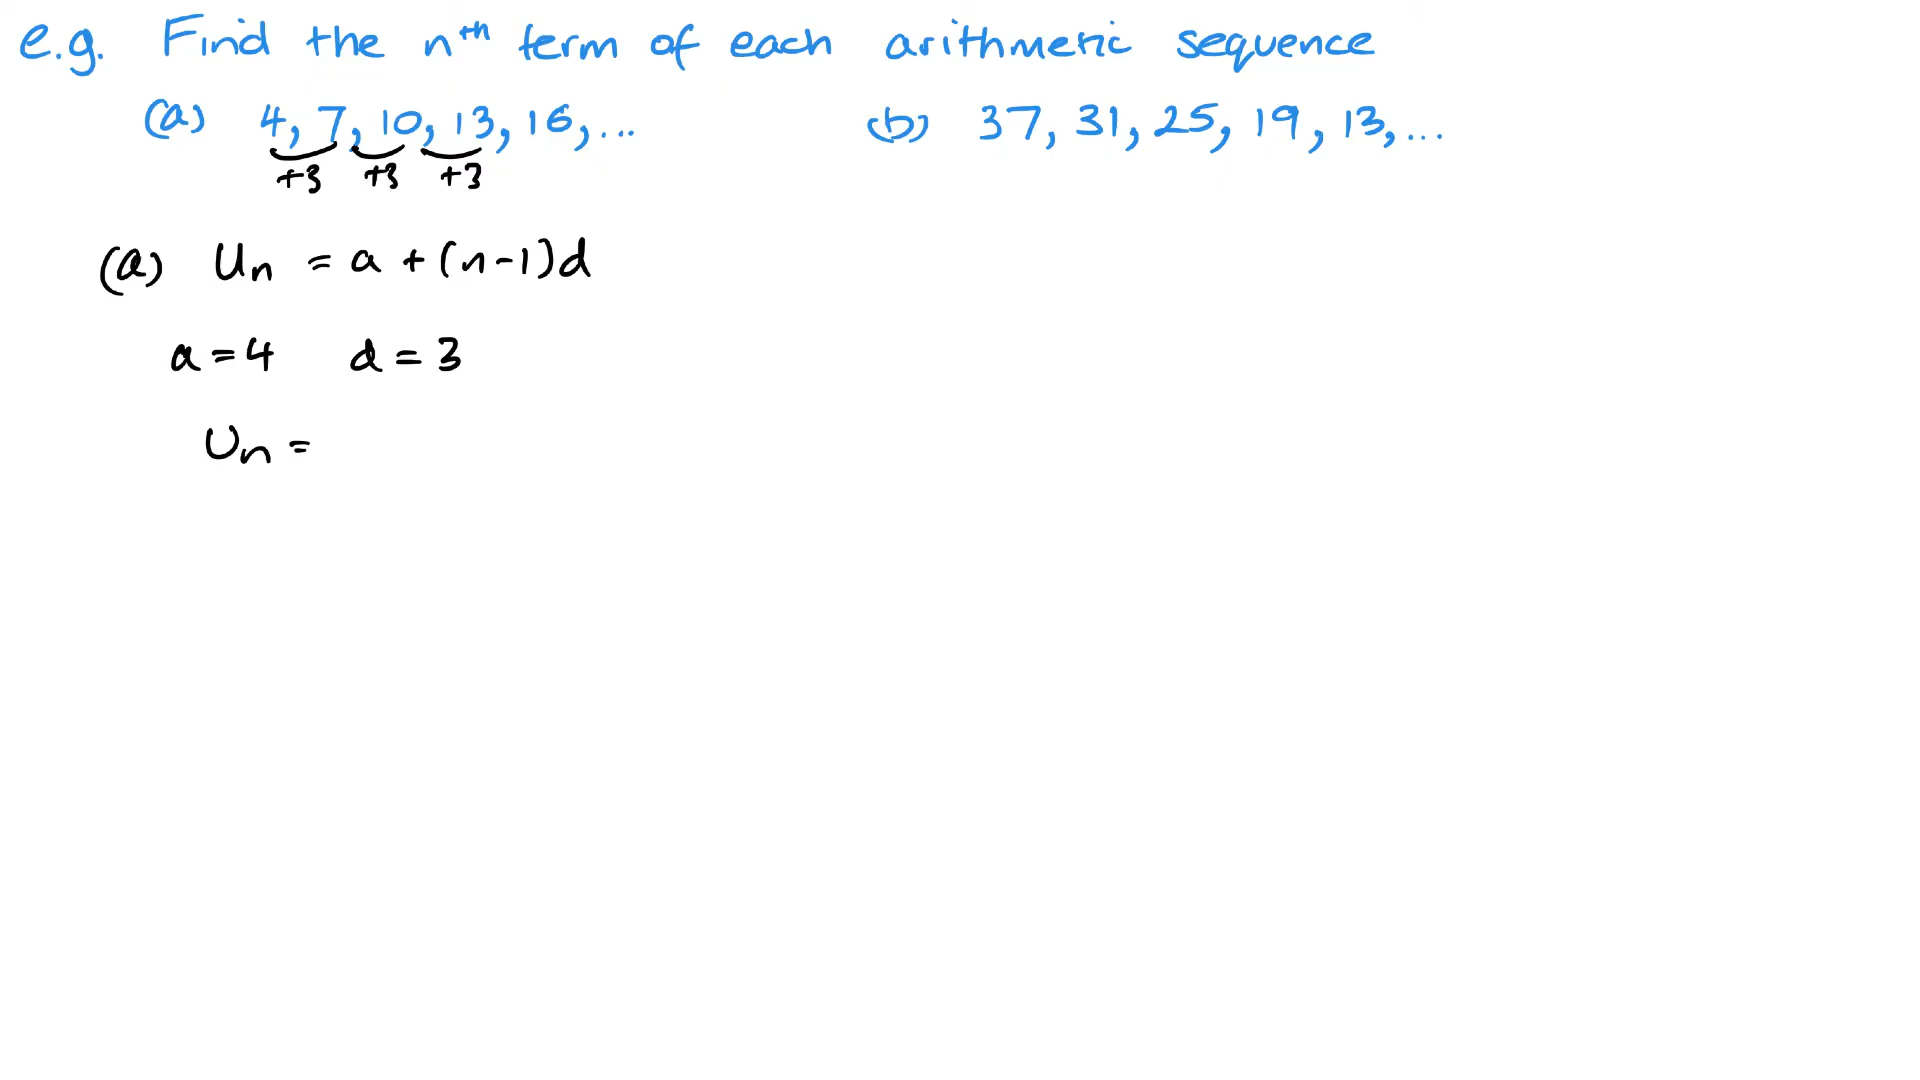 e.g. Find the nth term of each arithmetic sequence
(a) 4, 7, 10, 13, 16, ... (b) 37, 31, 25, 19, 13, ...
+3 +3 +3
(a) Un = a + (n-1)d
a = 4 d = 3
Un =